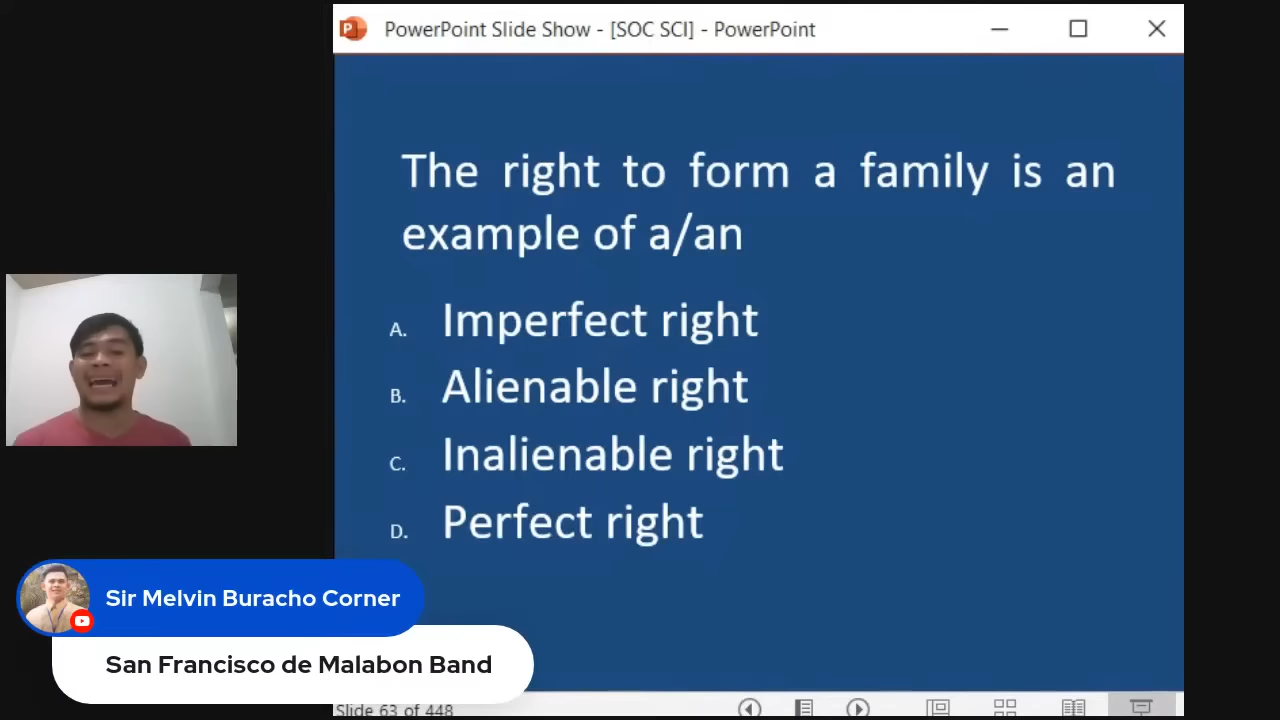 PowerPoint Slide Show - [SOC SCI] - PowerPoint
The right to form a family is an
example of a/an
A. Imperfect right
B. Alienable right
C. Inalienable right
D. Perfect right
Sir Melvin Buracho Corner
San Francisco de Malabon Band
Slide 63 of 448